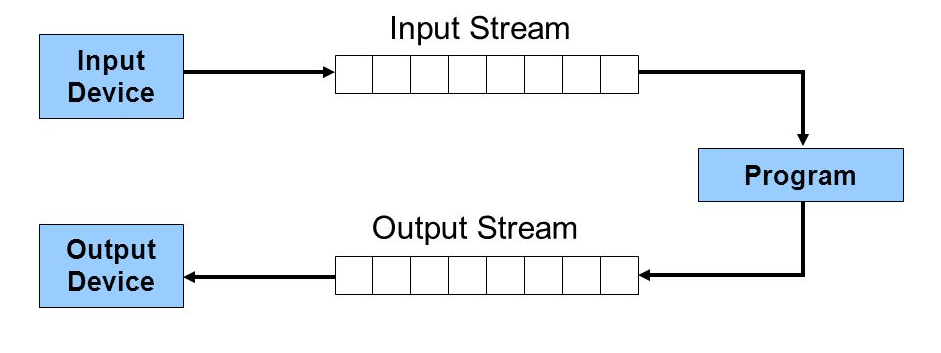 Input Stream
Input
Device
Program
Output Stream
Output
Device